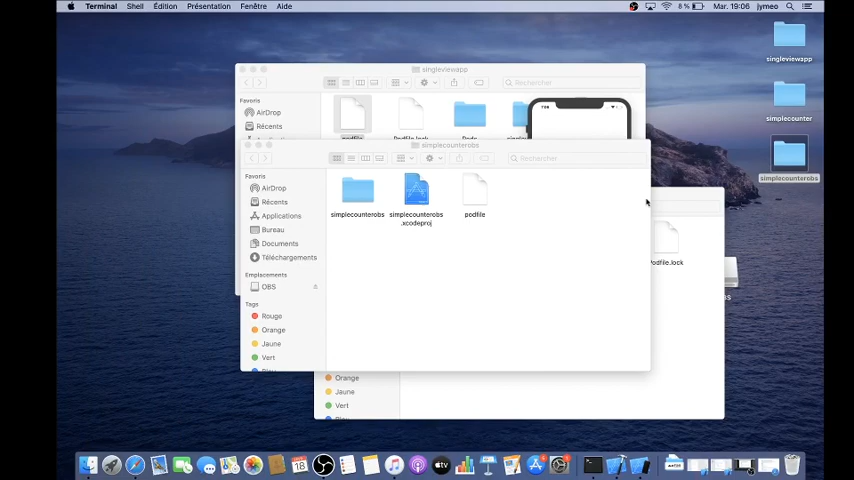 Terminal Shell Édition Présentation Fenêtre Aide 8 % Mar. 19:06 jymeo
singleviewapp
simplecounter
simplecounterobs
singleviewapp
Rechercher
Favoris
AirDrop
Récents
podfile
Podfile.lock
Pods
simplecounterobs
Rechercher
Favoris
AirDrop
Récents
Applications
Bureau
Documents
Téléchargements
Emplacements
OBS
Tags
Rouge
Orange
Jaune
Vert
simplecounterobs
simplecounterobs
.xcodeproj
podfile
Podfile.lock
Orange
Jaune
Vert